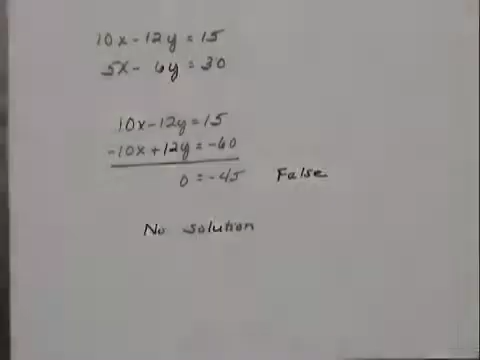 10x - 12y = 15
5x - 6y = 30
10x - 12y = 15
-10x + 12y = -60
0 = -45 False
No solution